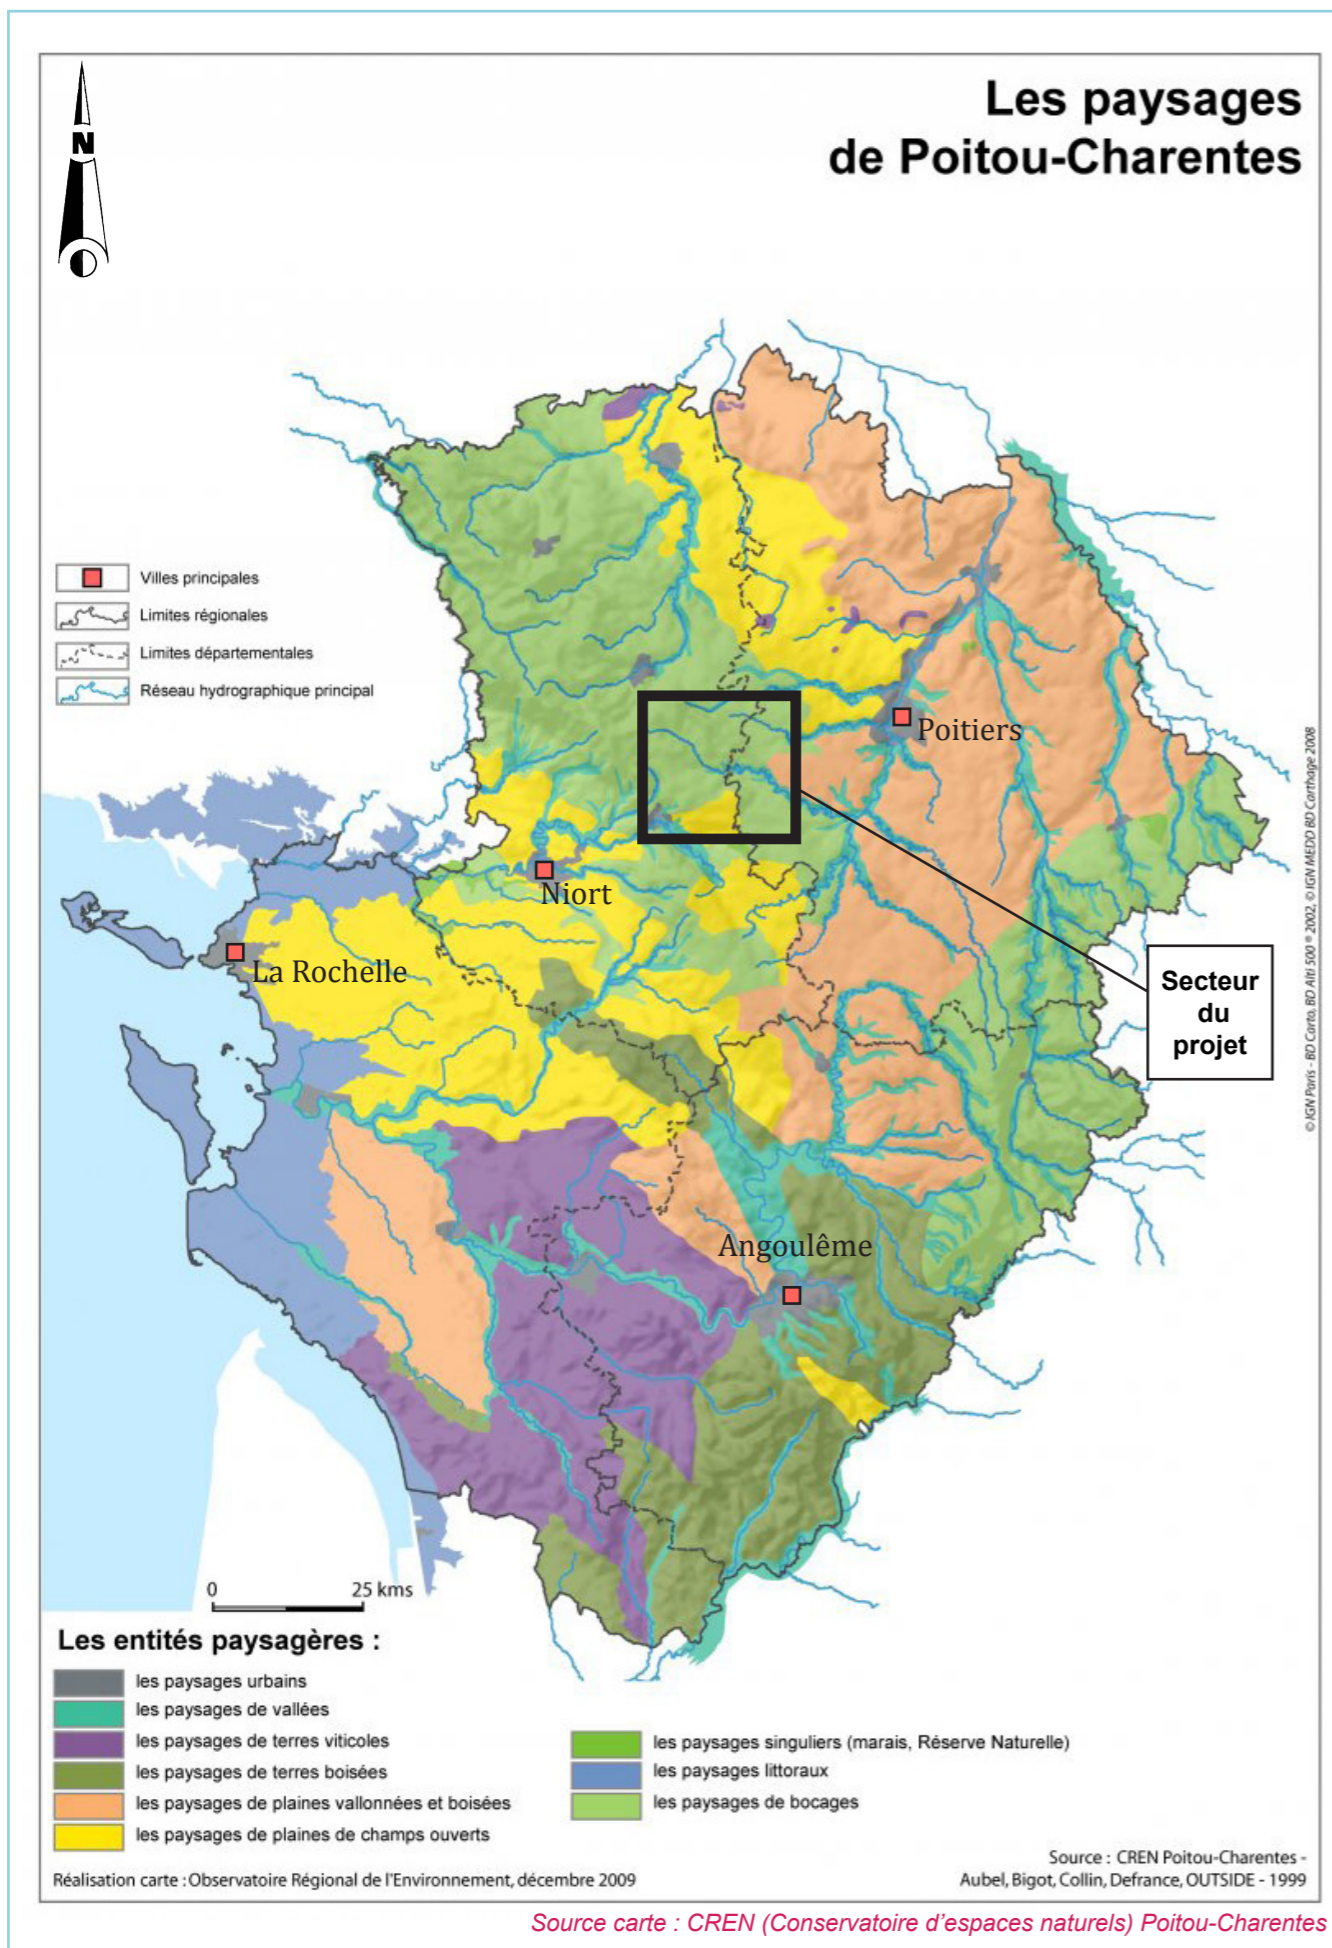 Les paysages
de Poitou-Charentes
N
Villes principales
Limites régionales
Limites départementales
Réseau hydrographique principal
Poitiers
Niort
La Rochelle
Secteur
du
projet
Angoulême
© IGN Paris - BD Carto, BD Alti 500 ® 2002, © IGN MEDD BD Carthage 2008
0 25 kms
Les entités paysagères :
les paysages urbains
les paysages de vallées
les paysages de terres viticoles
les paysages de terres boisées
les paysages de plaines vallonnées et boisées
les paysages de plaines de champs ouverts
les paysages singuliers (marais, Réserve Naturelle)
les paysages littoraux
les paysages de bocages
Réalisation carte : Observatoire Régional de l'Environnement, décembre 2009
Source : CREN Poitou-Charentes -
Aubel, Bigot, Collin, Defrance, OUTSIDE - 1999
Source carte : CREN (Conservatoire d'espaces naturels) Poitou-Charentes